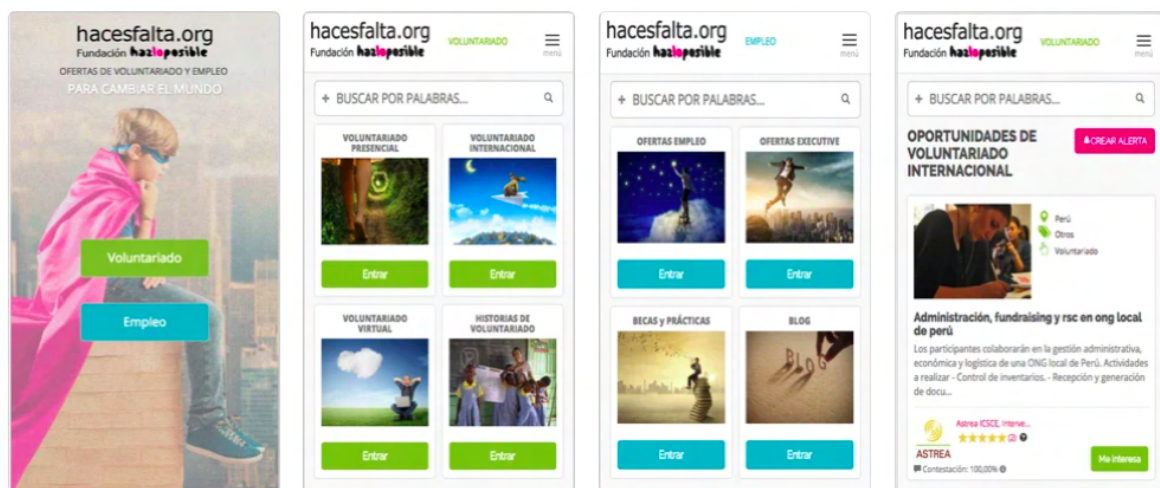 hacesfalta.org
Fundación hazloposible
OFERTAS DE VOLUNTARIADO Y EMPLEO
PARA CAMBIAR EL MUNDO
Voluntariado
Empleo
hacesfalta.org
Fundación hazloposible
VOLUNTARIADO
menú
+ BUSCAR POR PALABRAS...
VOLUNTARIADO
PRESENCIAL
Entrar
VOLUNTARIADO
INTERNACIONAL
Entrar
VOLUNTARIADO
VIRTUAL
Entrar
HISTORIAS DE
VOLUNTARIADO
Entrar
hacesfalta.org
Fundación hazloposible
EMPLEO
menú
+ BUSCAR POR PALABRAS...
OFERTAS EMPLEO
Entrar
OFERTAS EXECUTIVE
Entrar
BECAS y PRÁCTICAS
Entrar
BLOG
BLOG
Entrar
hacesfalta.org
Fundación hazloposible
VOLUNTARIADO
menú
+ BUSCAR POR PALABRAS...
OPORTUNIDADES DE
VOLUNTARIADO
INTERNACIONAL
CREAR ALERTA
Perú
Otros
Voluntariado
Administración, fundraising y rsc en ong local
de perú
Los participantes colaborarán en la gestión administrativa,
económica y logística de una ONG local de Perú. Actividades
a realizar - Control de inventarios. - Recepción y generación
de docu...
ASTREA
Astrea ICSCE, Interve...
(2)
Contestación: 100,00%
Me interesa